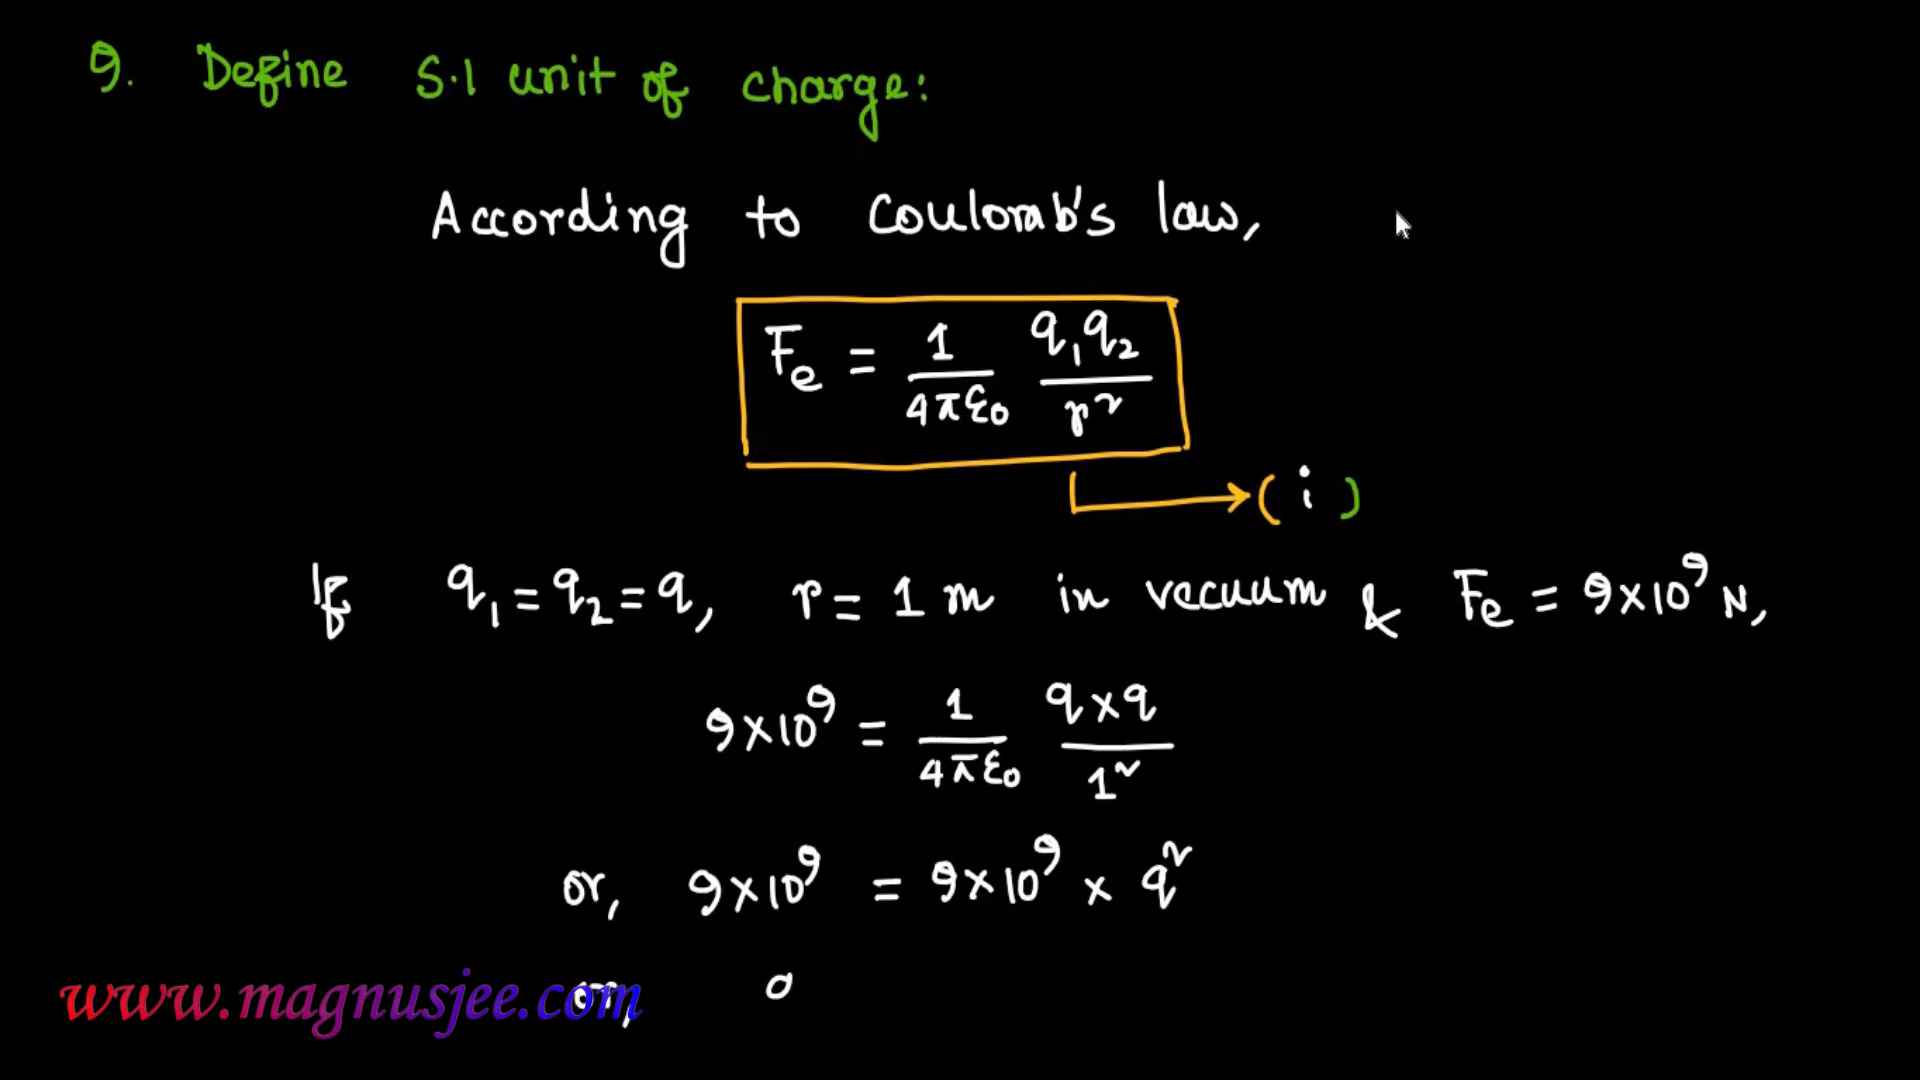 9. Define S.I unit of charge:
According to Coulomb's law,
Fe = 1/4πε0 q1q2/r²
(i)
If q1 = q2 = q, r = 1 m in vacuum & Fe = 9×10⁹ N,
9×10⁹ = 1/4πε0 q×q/1²
or, 9×10⁹ = 9×10⁹ × q²
or,
www.magnusjee.com